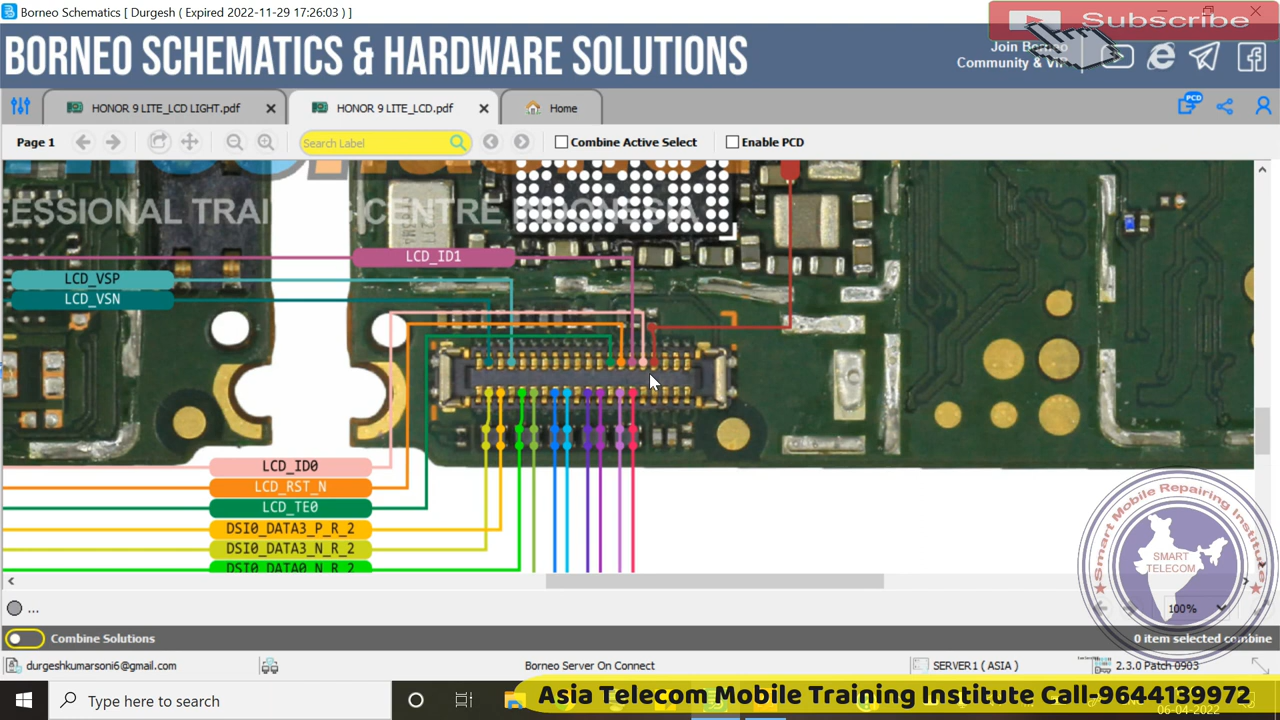 Borneo Schematics [ Durgesh ( Expired 2022-11-29 17:26:03 ) ]
Subscribe
BORNEO SCHEMATICS & HARDWARE SOLUTIONS
Join Borneo
Community & VIP
HONOR 9 LITE_LCD LIGHT.pdf
HONOR 9 LITE_LCD.pdf
Home
PCD
Page 1
Search Label
Combine Active Select
Enable PCD
FESSIONAL TRAINING CENTRE INDONESIA
LCD_ID1
LCD_VSP
LCD_VSN
LCD_ID0
LCD_RST_N
LCD_TE0
DSI0_DATA3_P_R_2
DSI0_DATA3_N_R_2
DSI0_DATA0_N_R_2
Smart Mobile Repairing Institute
SMART
TELECOM
...
100%
Combine Solutions
0 item selected combine
durgeshkumarsoni6@gmail.com
Borneo Server On Connect
SERVER1 ( ASIA )
2.3.0 Patch 0903
Type here to search
Asia Telecom Mobile Training Institute Call-9644139972
06-04-2022